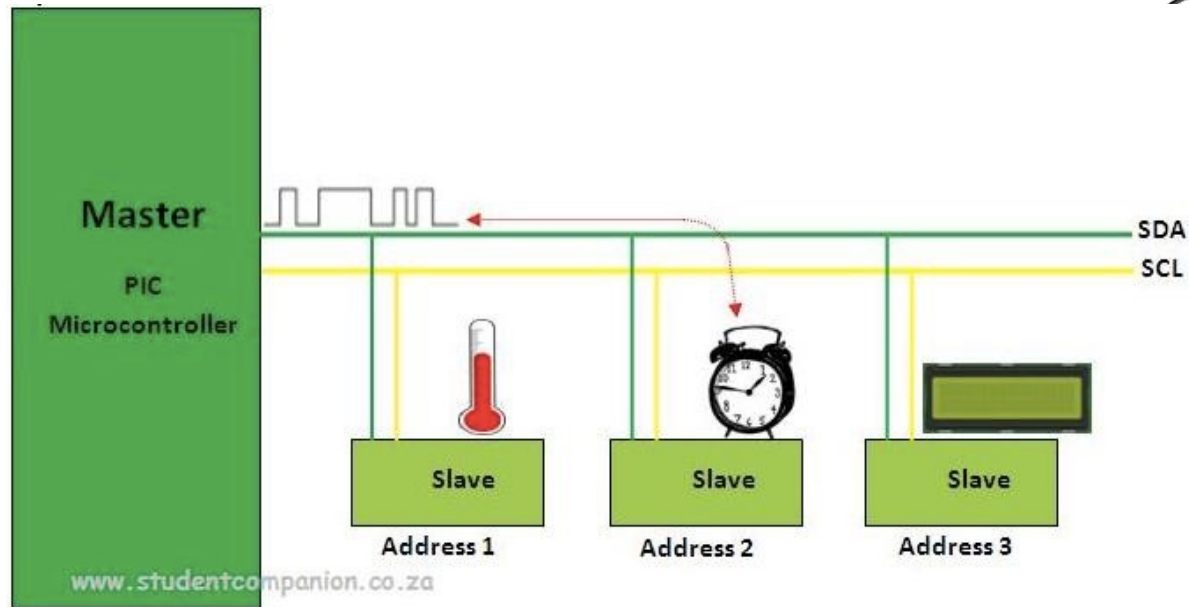 Master
PIC
Microcontroller
SDA
SCL
Slave
Slave
Slave
Address 1
Address 2
Address 3
www.studentcompanion.co.za